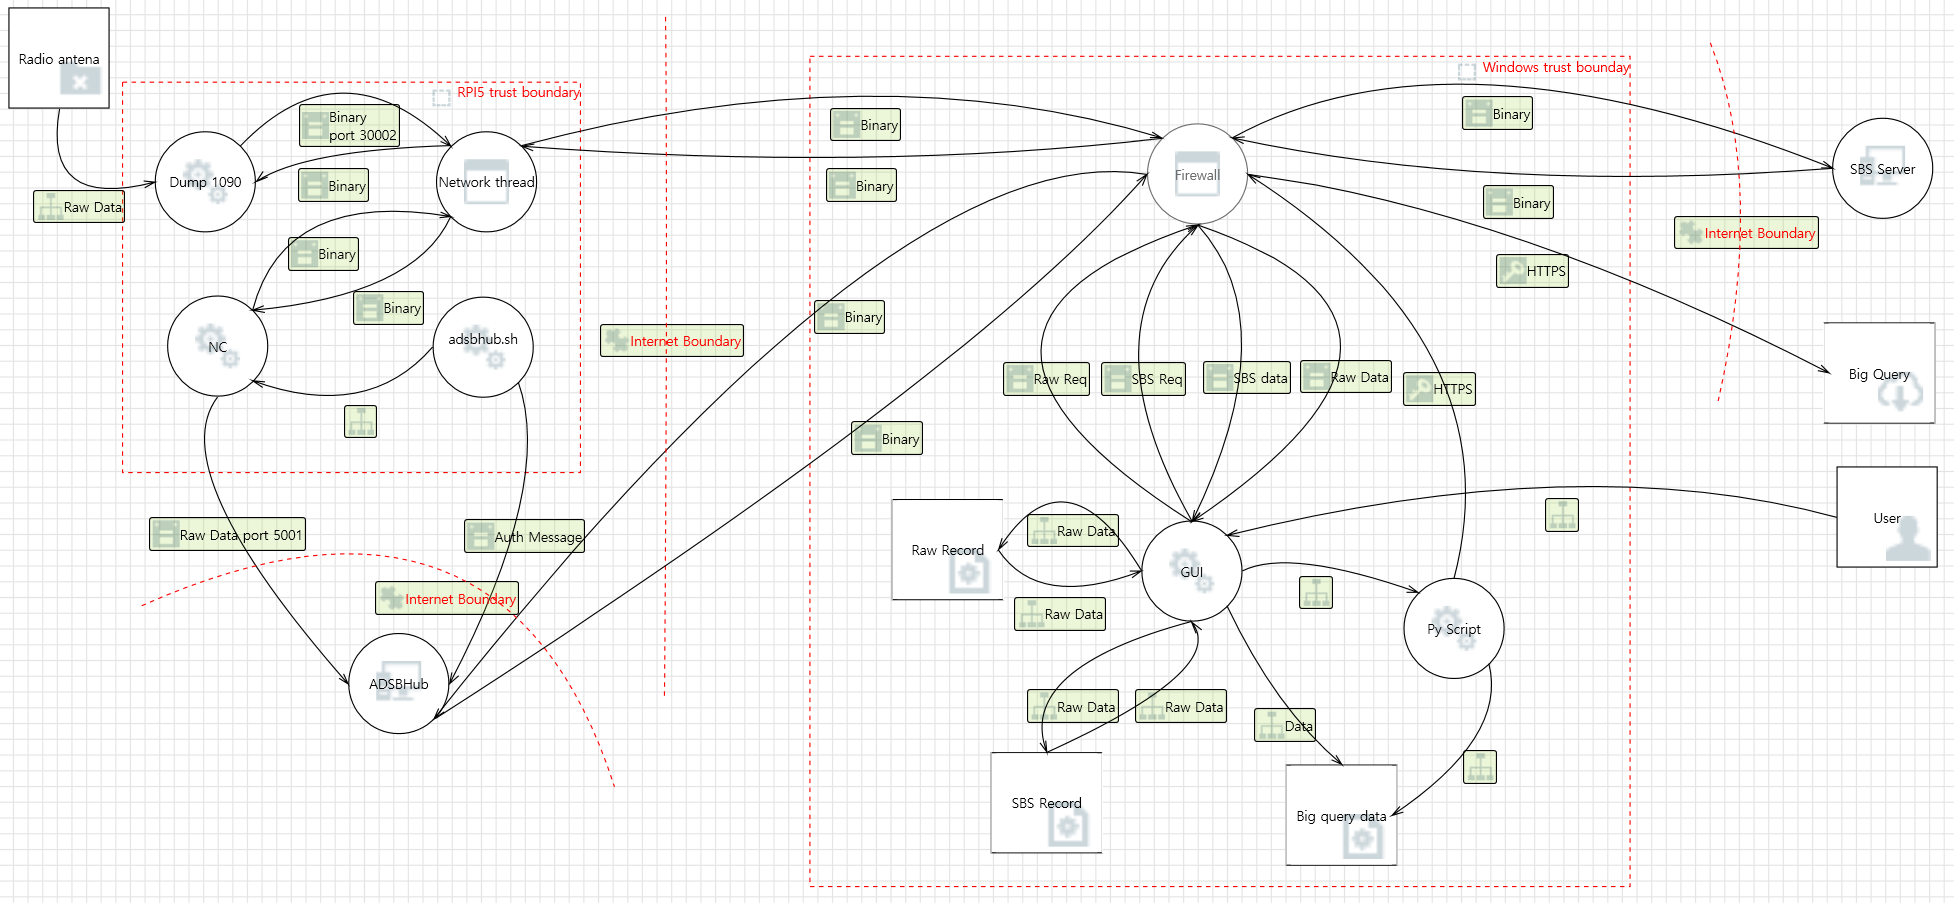 Radio antena
Raw Data
RPI5 trust boundary
Dump 1090
Binary
port 30002
Binary
Network thread
Binary
Binary
NC
adsbhub.sh
Raw Data port 5001
Auth Message
Internet Boundary
ADSBHub
Internet Boundary
Binary
Binary
Binary
Binary
Windows trust bounday
Firewall
Binary
Binary
HTTPS
Internet Boundary
SBS Server
Big Query
User
Raw Req
SBS Req
SBS data
Raw Data
HTTPS
Raw Record
Raw Data
Raw Data
GUI
Py Script
Raw Data
Raw Data
Data
SBS Record
Big query data